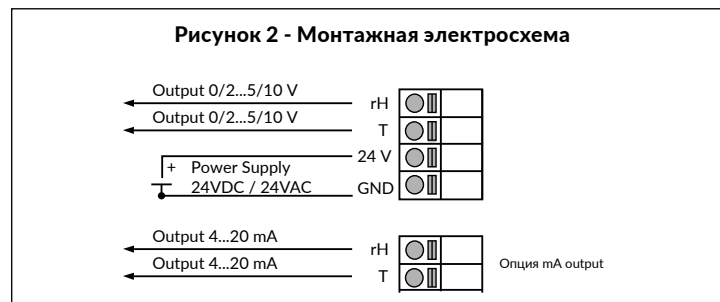 Рисунок 2 - Монтажная электросхема
Output 0/2...5/10 V
rH
Output 0/2...5/10 V
T
24 V
+ Power Supply
24VDC / 24VAC
GND
Output 4...20 mA
rH
Output 4...20 mA
T
Опция mA output